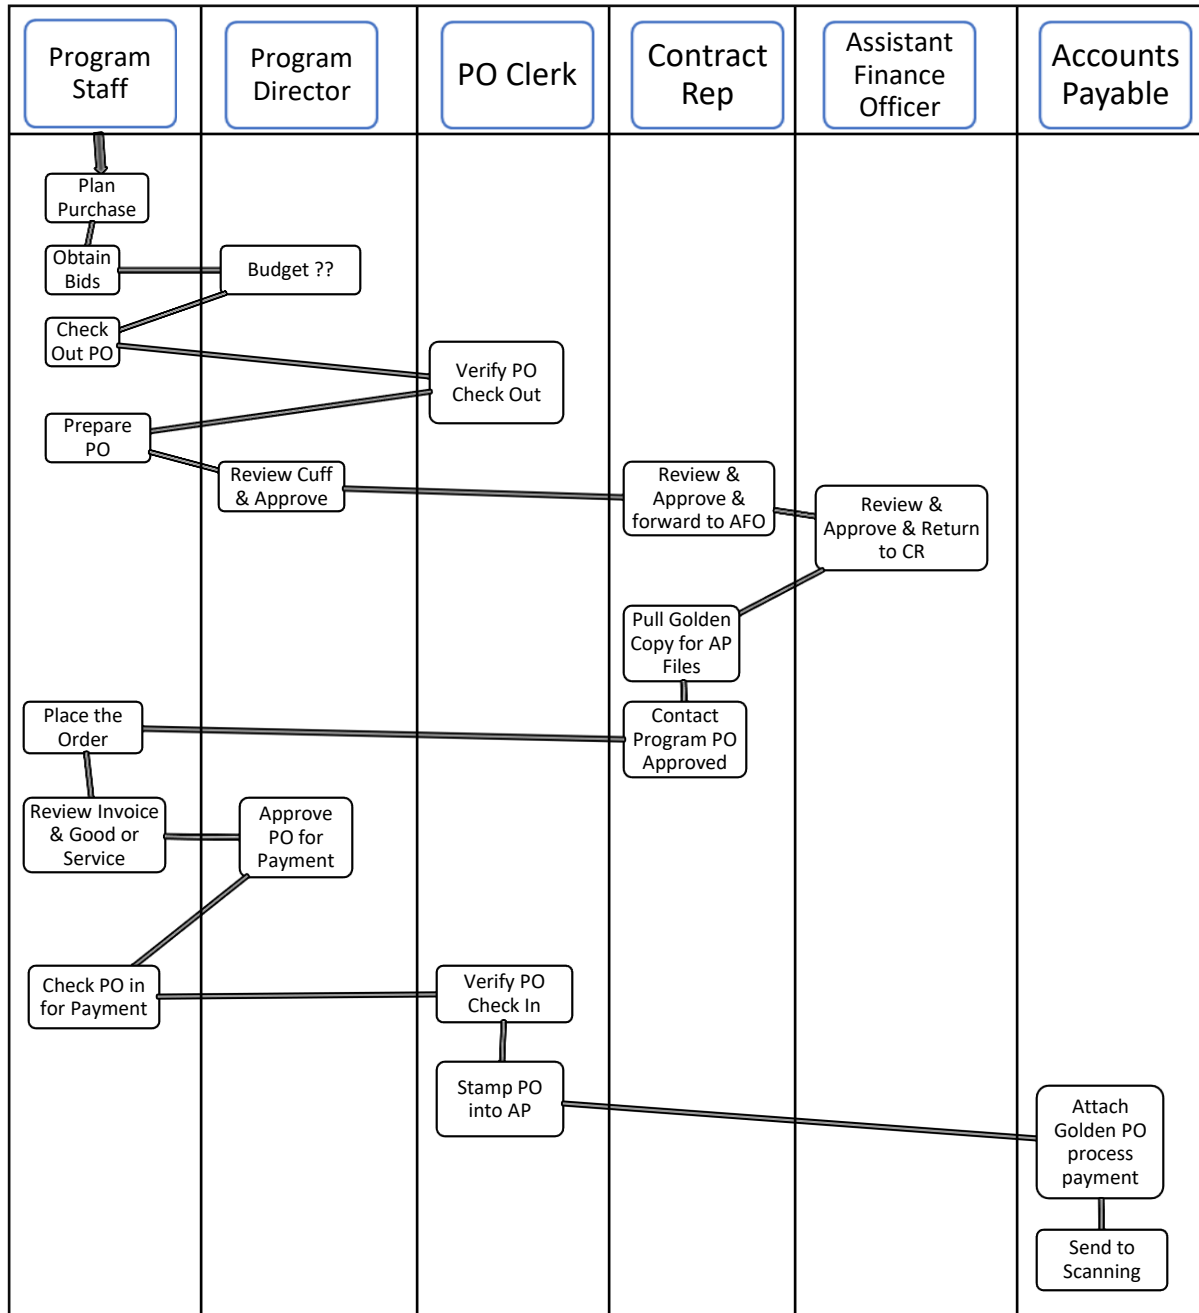 Program
Staff
Program
Director
PO Clerk
Contract
Rep
Assistant
Finance
Officer
Accounts
Payable
Plan
Purchase
Obtain
Bids
Budget ??
Check
Out PO
Verify PO
Check Out
Prepare
PO
Review Cuff
& Approve
Review &
Approve &
forward to AFO
Review &
Approve & Return
to CR
Pull Golden
Copy for AP
Files
Contact
Program PO
Approved
Place the
Order
Review Invoice
& Good or
Service
Approve
PO for
Payment
Check PO in
for Payment
Verify PO
Check In
Stamp PO
into AP
Attach
Golden PO
process
payment
Send to
Scanning